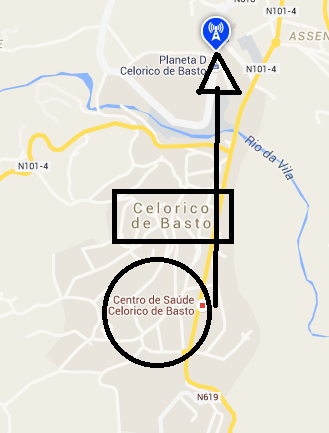 N101-4
ASSEN
Planeta D
Celorico de Basto
N101-4
Rio da Vila
N101-4
Celorico
de Basto
Centro de Saúde
Celorico de Basto
N619